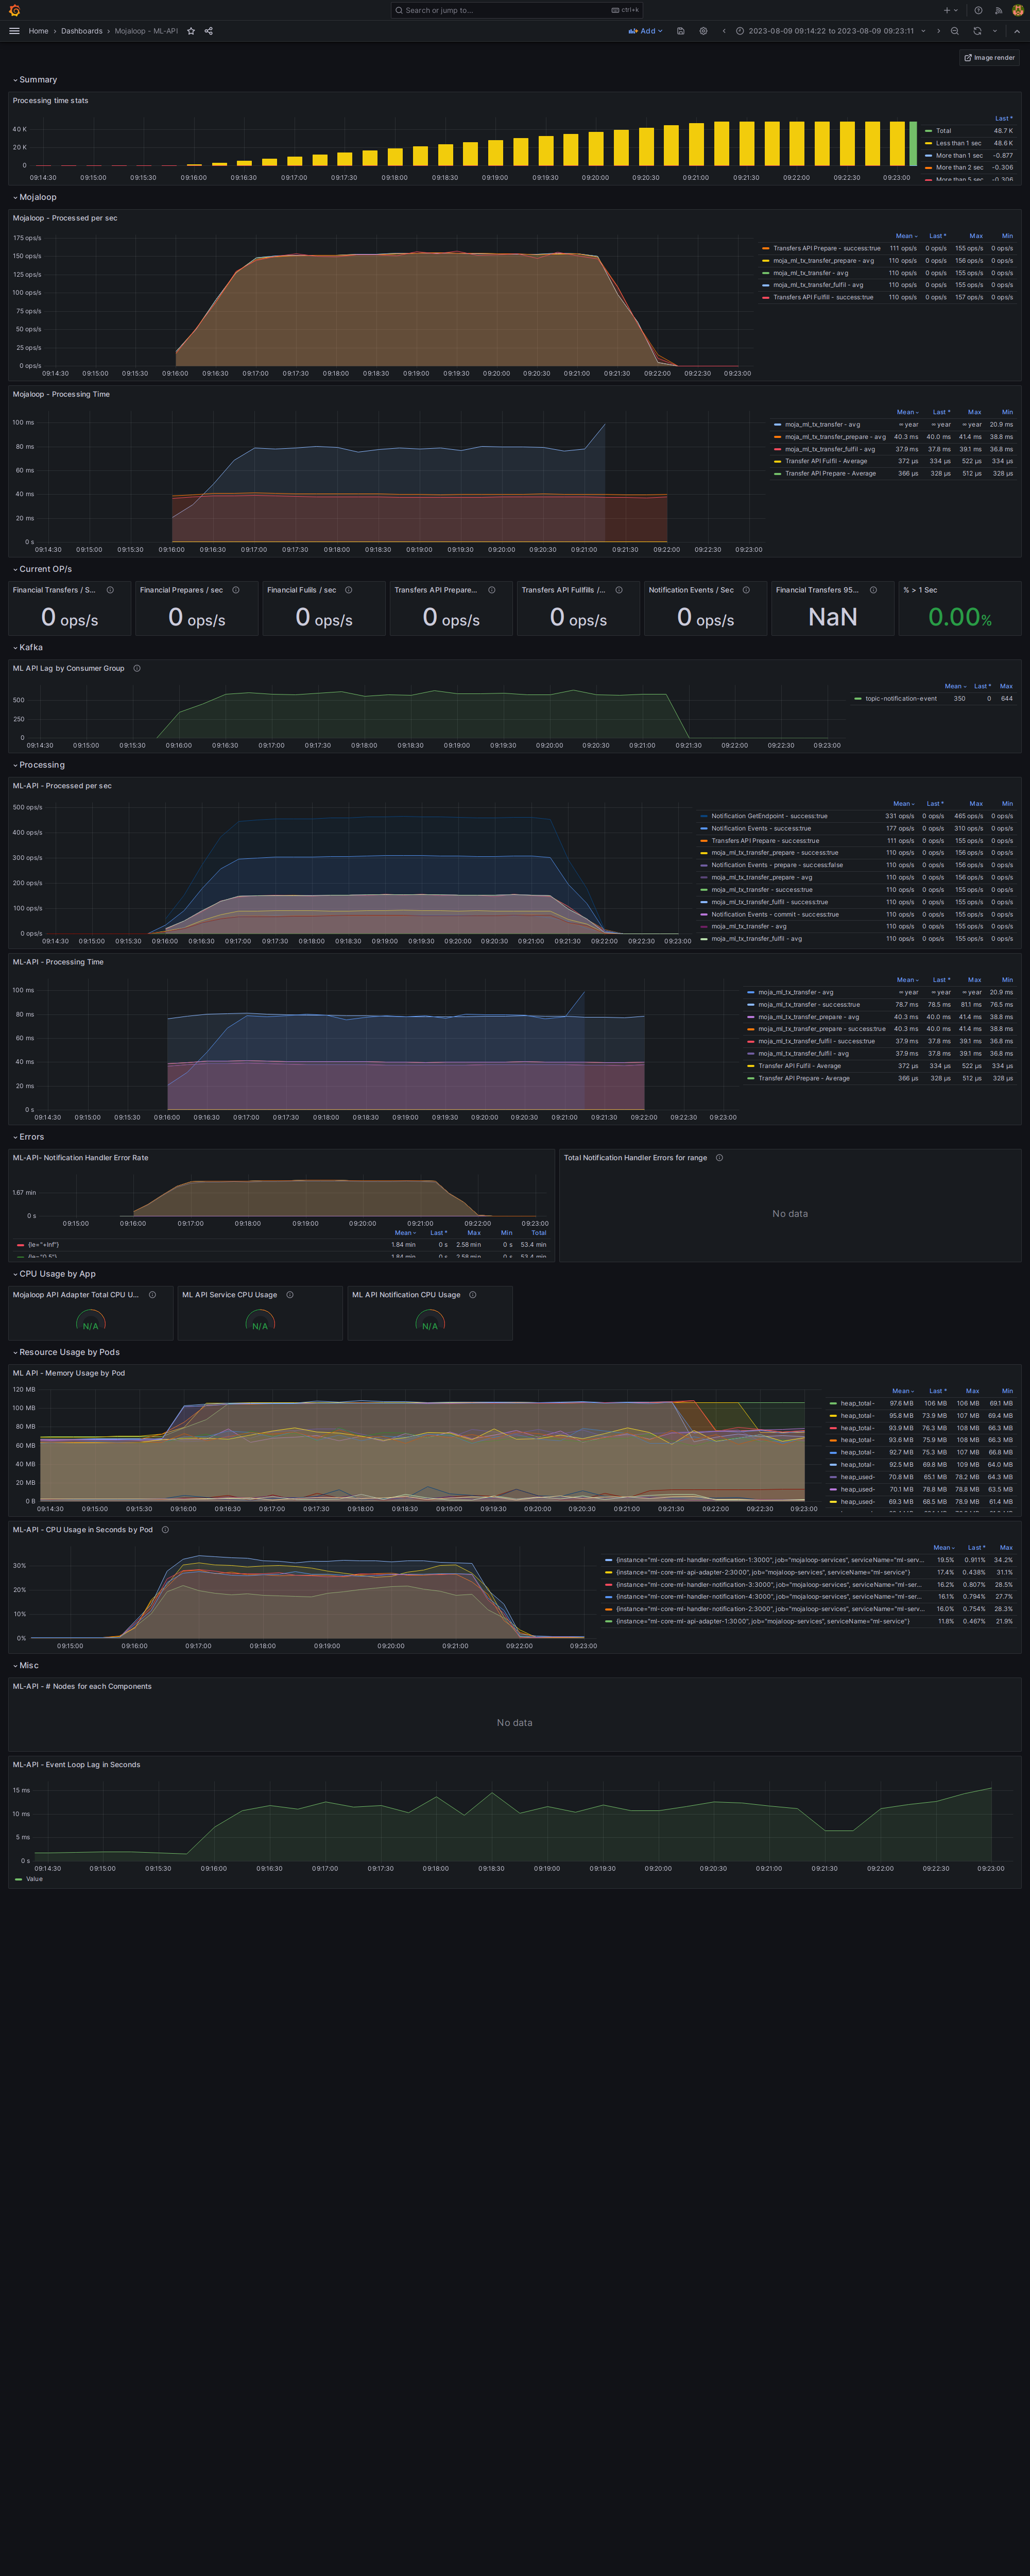 Search or jump to... ctrl+k
Home › Dashboards › Mojaloop - ML-API Add 2023-08-09 09:14:22 to 2023-08-09 09:23:11
Image render
Summary
Processing time stats
40 K
20 K
0
09:14:30 09:15:00 09:15:30 09:16:00 09:16:30 09:17:00 09:17:30 09:18:00 09:18:30 09:19:00 09:19:30 09:20:00 09:20:30 09:21:00 09:21:30 09:22:00 09:22:30 09:23:00
Last *
Total 48.7 K
Less than 1 sec 48.6 K
More than 1 sec -0.877
More than 2 sec -0.306
More than 5 sec -0.306
Mojaloop
Mojaloop - Processed per sec
175 ops/s
150 ops/s
125 ops/s
100 ops/s
75 ops/s
50 ops/s
25 ops/s
0 ops/s
09:14:30 09:15:00 09:15:30 09:16:00 09:16:30 09:17:00 09:17:30 09:18:00 09:18:30 09:19:00 09:19:30 09:20:00 09:20:30 09:21:00 09:21:30 09:22:00 09:22:30 09:23:00
Mean Last * Max Min
Transfers API Prepare - success:true 111 ops/s 0 ops/s 155 ops/s 0 ops/s
moja_ml_tx_transfer_prepare - avg 110 ops/s 0 ops/s 156 ops/s 0 ops/s
moja_ml_tx_transfer - avg 110 ops/s 0 ops/s 155 ops/s 0 ops/s
moja_ml_tx_transfer_fulfil - avg 110 ops/s 0 ops/s 155 ops/s 0 ops/s
Transfers API Fulfill - success:true 110 ops/s 0 ops/s 157 ops/s 0 ops/s
Mojaloop - Processing Time
100 ms
80 ms
60 ms
40 ms
20 ms
0 s
09:14:30 09:15:00 09:15:30 09:16:00 09:16:30 09:17:00 09:17:30 09:18:00 09:18:30 09:19:00 09:19:30 09:20:00 09:20:30 09:21:00 09:21:30 09:22:00 09:22:30 09:23:00
Mean Last * Max Min
moja_ml_tx_transfer - avg ∞ year ∞ year ∞ year 20.9 ms
moja_ml_tx_transfer_prepare - avg 40.3 ms 40.0 ms 41.4 ms 38.8 ms
moja_ml_tx_transfer_fulfil - avg 37.9 ms 37.8 ms 39.1 ms 36.8 ms
Transfer API Fulfil - Average 372 µs 334 µs 522 µs 334 µs
Transfer API Prepare - Average 366 µs 328 µs 512 µs 328 µs
Current OP/s
Financial Transfers / S...
0 ops/s
Financial Prepares / sec
0 ops/s
Financial Fulils / sec
0 ops/s
Transfers API Prepare...
0 ops/s
Transfers API Fullfills /...
0 ops/s
Notification Events / Sec
0 ops/s
Financial Transfers 95...
NaN
% > 1 Sec
0.00%
Kafka
ML API Lag by Consumer Group
500
250
0
09:14:30 09:15:00 09:15:30 09:16:00 09:16:30 09:17:00 09:17:30 09:18:00 09:18:30 09:19:00 09:19:30 09:20:00 09:20:30 09:21:00 09:21:30 09:22:00 09:22:30 09:23:00
Mean Last * Max
topic-notification-event 350 0 644
Processing
ML-API - Processed per sec
500 ops/s
400 ops/s
300 ops/s
200 ops/s
100 ops/s
0 ops/s
09:14:30 09:15:00 09:15:30 09:16:00 09:16:30 09:17:00 09:17:30 09:18:00 09:18:30 09:19:00 09:19:30 09:20:00 09:20:30 09:21:00 09:21:30 09:22:00 09:22:30 09:23:00
Mean Last * Max Min
Notification GetEndpoint - success:true 331 ops/s 0 ops/s 465 ops/s 0 ops/s
Notification Events - success:true 177 ops/s 0 ops/s 310 ops/s 0 ops/s
Transfers API Prepare - success:true 111 ops/s 0 ops/s 155 ops/s 0 ops/s
moja_ml_tx_transfer_prepare - success:true 110 ops/s 0 ops/s 156 ops/s 0 ops/s
Notification Events - prepare - success:false 110 ops/s 0 ops/s 156 ops/s 0 ops/s
moja_ml_tx_transfer_prepare - avg 110 ops/s 0 ops/s 156 ops/s 0 ops/s
moja_ml_tx_transfer - success:true 110 ops/s 0 ops/s 155 ops/s 0 ops/s
moja_ml_tx_transfer_fulfil - success:true 110 ops/s 0 ops/s 155 ops/s 0 ops/s
Notification Events - commit - success:true 110 ops/s 0 ops/s 155 ops/s 0 ops/s
moja_ml_tx_transfer - avg 110 ops/s 0 ops/s 155 ops/s 0 ops/s
moja_ml_tx_transfer_fulfil - avg 110 ops/s 0 ops/s 155 ops/s 0 ops/s
ML-API - Processing Time
100 ms
80 ms
60 ms
40 ms
20 ms
0 s
09:14:30 09:15:00 09:15:30 09:16:00 09:16:30 09:17:00 09:17:30 09:18:00 09:18:30 09:19:00 09:19:30 09:20:00 09:20:30 09:21:00 09:21:30 09:22:00 09:22:30 09:23:00
Mean Last * Max Min
moja_ml_tx_transfer - avg ∞ year ∞ year ∞ year 20.9 ms
moja_ml_tx_transfer - success:true 78.7 ms 78.5 ms 81.1 ms 76.5 ms
moja_ml_tx_transfer_prepare - avg 40.3 ms 40.0 ms 41.4 ms 38.8 ms
moja_ml_tx_transfer_prepare - success:true 40.3 ms 40.0 ms 41.4 ms 38.8 ms
moja_ml_tx_transfer_fulfil - success:true 37.9 ms 37.8 ms 39.1 ms 36.8 ms
moja_ml_tx_transfer_fulfil - avg 37.9 ms 37.8 ms 39.1 ms 36.8 ms
Transfer API Fulfil - Average 372 µs 334 µs 522 µs 334 µs
Transfer API Prepare - Average 366 µs 328 µs 512 µs 328 µs
Errors
ML-API- Notification Handler Error Rate
1.67 min
0 s
09:15:00 09:16:00 09:17:00 09:18:00 09:19:00 09:20:00 09:21:00 09:22:00 09:23:00
Mean Last * Max Min Total
{le="+Inf"} 1.84 min 0 s 2.58 min 0 s 53.4 min
{le="0.5"} 1.84 min 0 s 2.58 min 0 s 53.4 min
Total Notification Handler Errors for range
No data
CPU Usage by App
Mojaloop API Adapter Total CPU U...
N/A
ML API Service CPU Usage
N/A
ML API Notification CPU Usage
N/A
Resource Usage by Pods
ML API - Memory Usage by Pod
120 MB
100 MB
80 MB
60 MB
40 MB
20 MB
0 B
09:14:30 09:15:00 09:15:30 09:16:00 09:16:30 09:17:00 09:17:30 09:18:00 09:18:30 09:19:00 09:19:30 09:20:00 09:20:30 09:21:00 09:21:30 09:22:00 09:22:30 09:23:00
Mean Last * Max Min
heap_total- 97.6 MB 106 MB 106 MB 69.1 MB
heap_total- 95.8 MB 73.9 MB 107 MB 69.4 MB
heap_total- 93.9 MB 76.3 MB 108 MB 66.3 MB
heap_total- 93.6 MB 75.9 MB 108 MB 66.3 MB
heap_total- 92.7 MB 75.3 MB 107 MB 66.8 MB
heap_total- 92.5 MB 69.8 MB 109 MB 64.0 MB
heap_used- 70.8 MB 65.1 MB 78.2 MB 64.3 MB
heap_used- 70.1 MB 78.8 MB 78.8 MB 63.5 MB
heap_used- 69.3 MB 68.5 MB 78.9 MB 61.4 MB
ML-API - CPU Usage in Seconds by Pod
30%
20%
10%
0%
09:15:00 09:16:00 09:17:00 09:18:00 09:19:00 09:20:00 09:21:00 09:22:00 09:23:00
Mean Last * Max
{instance="ml-core-ml-handler-notification-1:3000", job="mojaloop-services", serviceName="ml-serv... 19.5% 0.911% 34.2%
{instance="ml-core-ml-api-adapter-2:3000", job="mojaloop-services", serviceName="ml-service"} 17.4% 0.438% 31.1%
{instance="ml-core-ml-handler-notification-3:3000", job="mojaloop-services", serviceName="ml-ser... 16.2% 0.807% 28.5%
{instance="ml-core-ml-handler-notification-4:3000", job="mojaloop-services", serviceName="ml-ser... 16.1% 0.794% 27.7%
{instance="ml-core-ml-handler-notification-2:3000", job="mojaloop-services", serviceName="ml-serv... 16.0% 0.754% 28.3%
{instance="ml-core-ml-api-adapter-1:3000", job="mojaloop-services", serviceName="ml-service"} 11.8% 0.467% 21.9%
Misc
ML-API - # Nodes for each Components
No data
ML-API - Event Loop Lag in Seconds
15 ms
10 ms
5 ms
0 s
09:14:30 09:15:00 09:15:30 09:16:00 09:16:30 09:17:00 09:17:30 09:18:00 09:18:30 09:19:00 09:19:30 09:20:00 09:20:30 09:21:00 09:21:30 09:22:00 09:22:30 09:23:00
Value